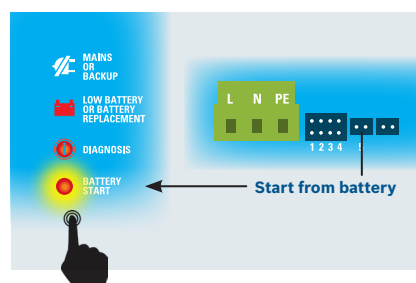 MAINS
OR
BACKUP
LOW BATTERY
OR BATTERY
REPLACEMENT
DIAGNOSIS
BATTERY
START
L N PE
1 2 3 4 5
Start from battery